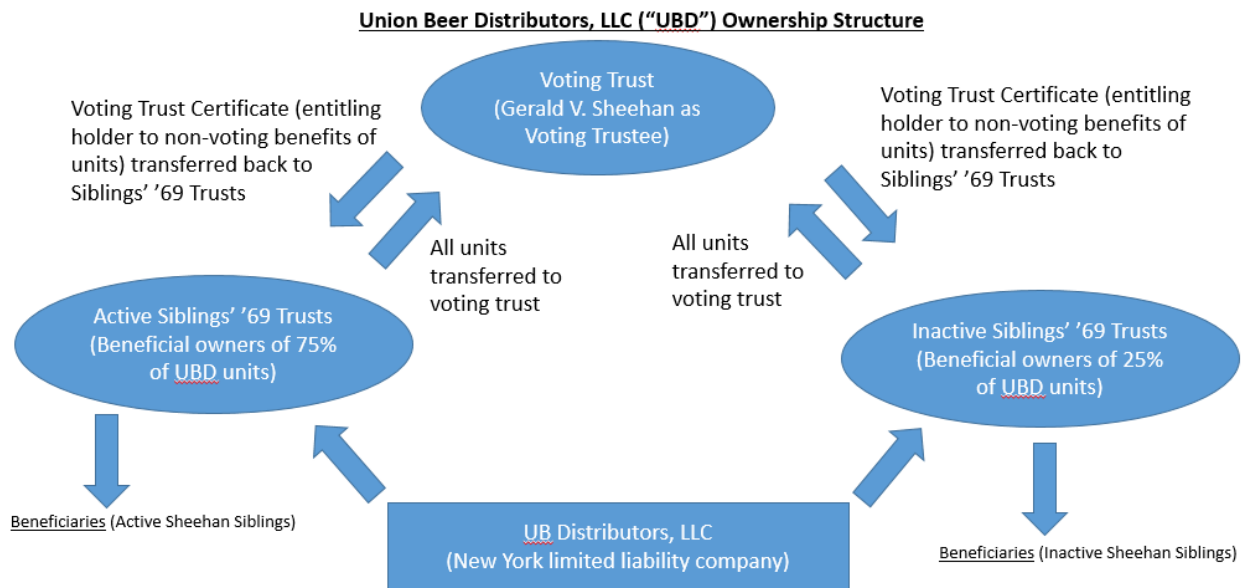 Union Beer Distributors, LLC (“UBD”) Ownership Structure
Voting Trust
(Gerald V. Sheehan as
Voting Trustee)
Voting Trust Certificate (entitling
holder to non-voting benefits of
units) transferred back to
Siblings’ ’69 Trusts
Voting Trust Certificate (entitling
holder to non-voting benefits of
units) transferred back to
Siblings’ ’69 Trusts
All units
transferred to
voting trust
All units
transferred to
voting trust
Active Siblings’ ’69 Trusts
(Beneficial owners of 75%
of UBD units)
Inactive Siblings’ ’69 Trusts
(Beneficial owners of 25%
of UBD units)
Beneficiaries (Active Sheehan Siblings)
UB Distributors, LLC
(New York limited liability company)
Beneficiaries (Inactive Sheehan Siblings)